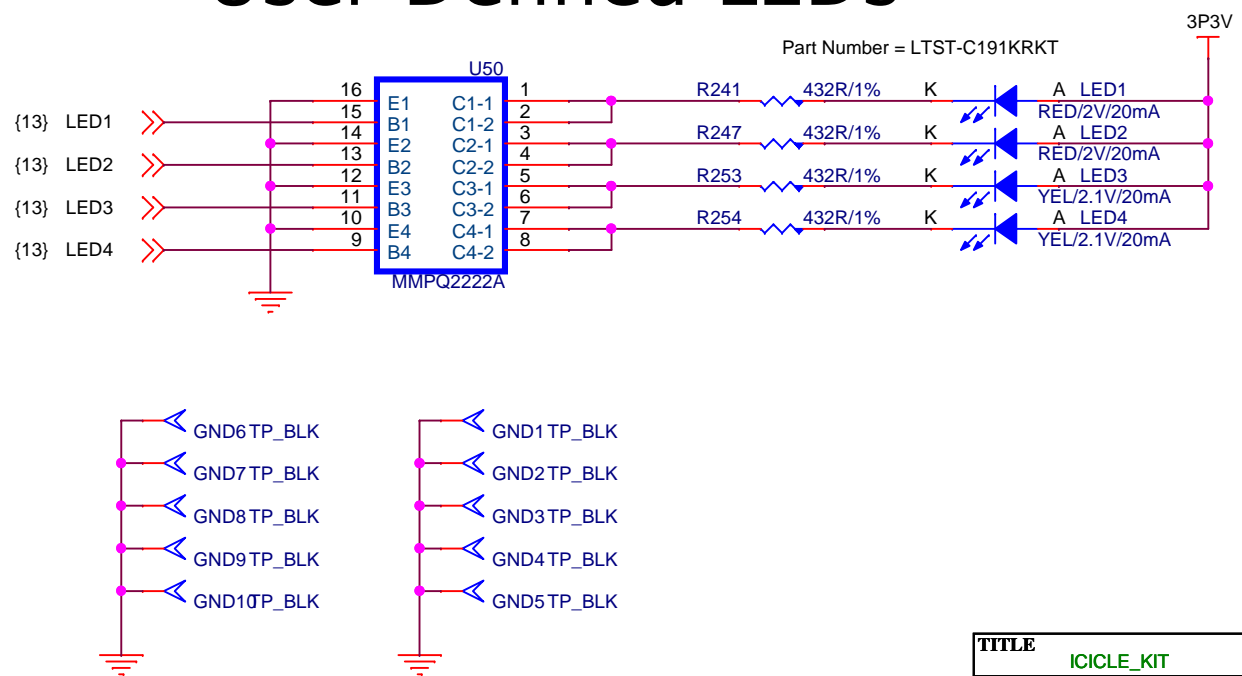 User Defined LEDs
3P3V
Part Number = LTST-C191KRKT
U50
16 E1 C1-1 1 R241 432R/1% K A LED1
{13} LED1 15 B1 C1-2 2 RED/2V/20mA
14 E2 C2-1 3 R247 432R/1% K A LED2
{13} LED2 13 B2 C2-2 4 RED/2V/20mA
12 E3 C3-1 5 R253 432R/1% K A LED3
{13} LED3 11 B3 C3-2 6 YEL/2.1V/20mA
10 E4 C4-1 7 R254 432R/1% K A LED4
{13} LED4 9 B4 C4-2 8 YEL/2.1V/20mA
MMPQ2222A
GND6 TP_BLK GND1 TP_BLK
GND7 TP_BLK GND2 TP_BLK
GND8 TP_BLK GND3 TP_BLK
GND9 TP_BLK GND4 TP_BLK
GND10 TP_BLK GND5 TP_BLK
TITLE
ICICLE_KIT